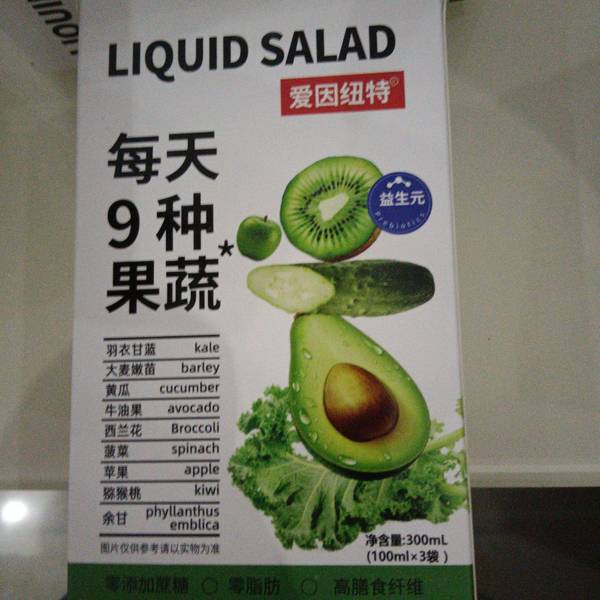 LIQUID SALAD
爱因纽特®
每天
9种
果蔬*
益生元
Prebiotics
羽衣甘蓝 kale
大麦嫩苗 barley
黄瓜 cucumber
牛油果 avocado
西兰花 Broccoli
菠菜 spinach
苹果 apple
猕猴桃 kiwi
余甘 phyllanthus
emblica
图片仅供参考请以实物为准
净含量:300mL
(100ml×3袋)
零添加蔗糖 ○ 零脂肪 ○ 高膳食纤维